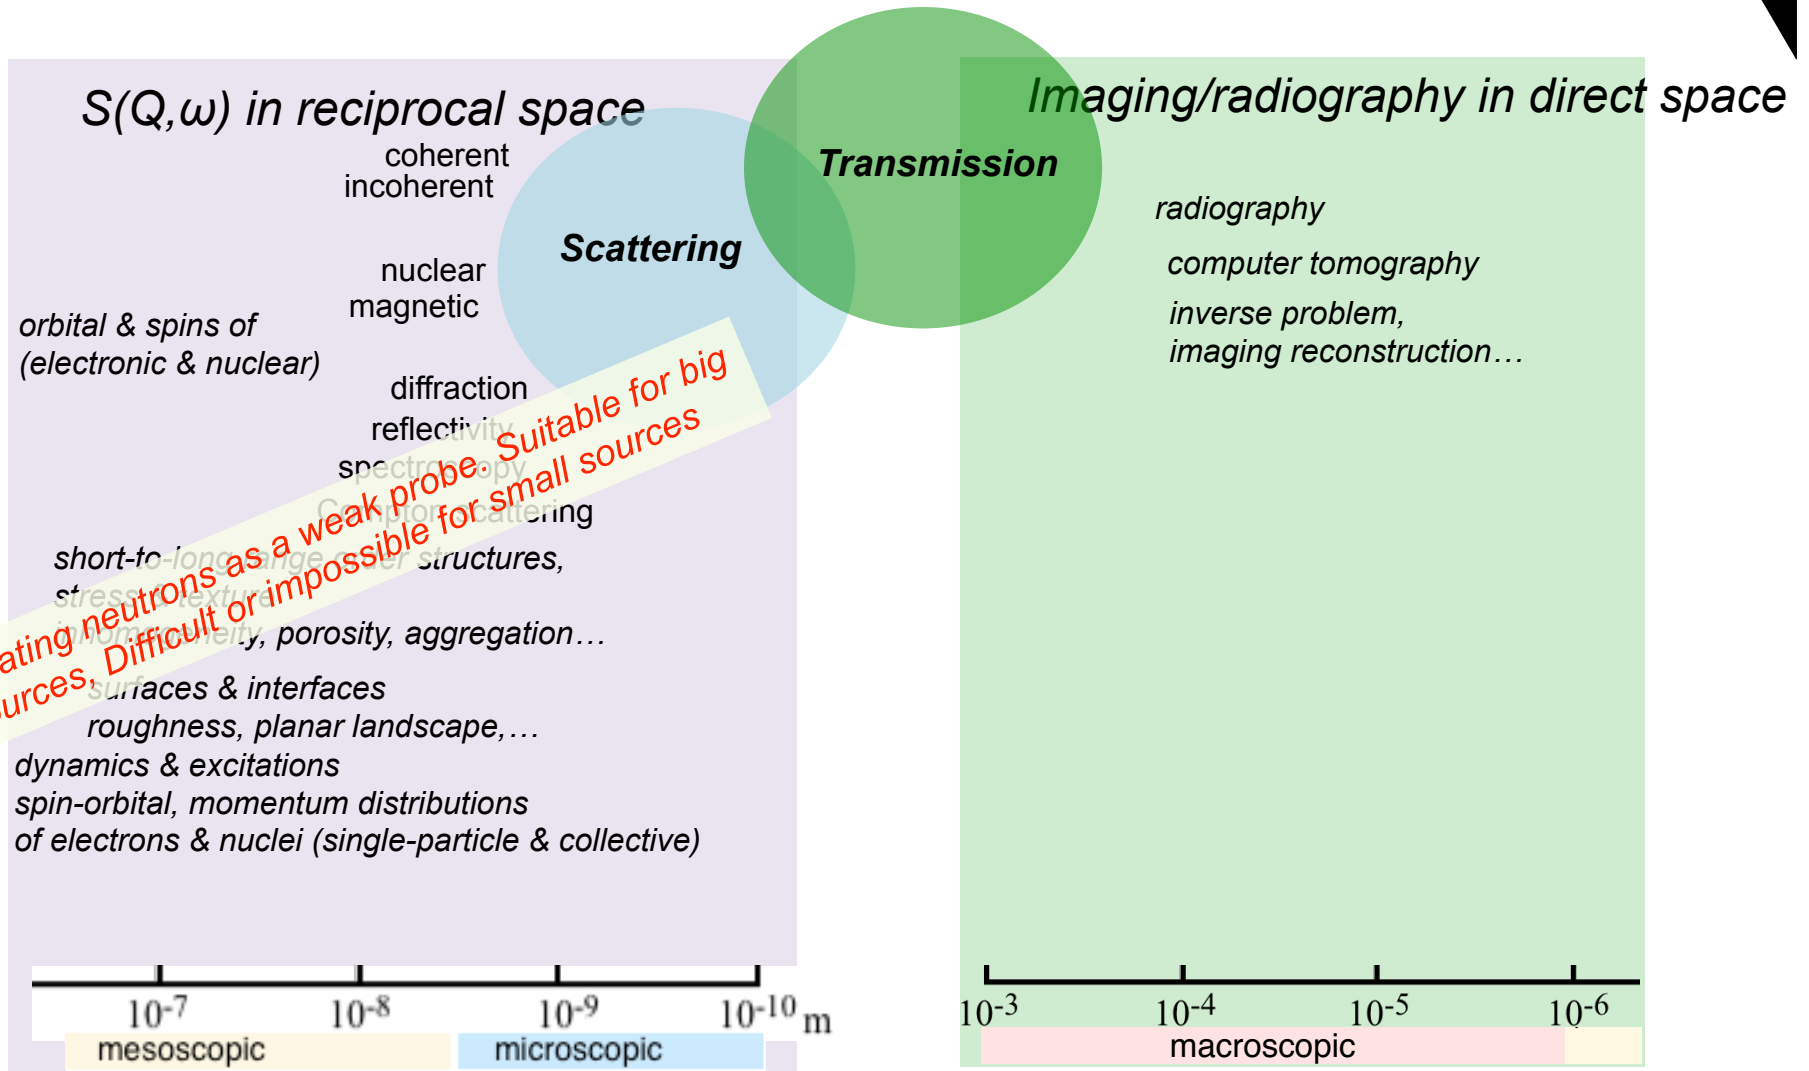 S(Q,ω) in reciprocal space
coherent
incoherent
Scattering
nuclear
magnetic
orbital & spins of
(electronic & nuclear)
diffraction
reflectivity
spectroscopy
Compton scattering
short-to-long range order structures,
stress & texture
inhomogeneity, porosity, aggregation…
surfaces & interfaces
roughness, planar landscape,…
dynamics & excitations
spin-orbital, momentum distributions
of electrons & nuclei (single-particle & collective)
neutrons as a weak probe. Suitable for big
Difficult or impossible for small sources
10-7 10-8 10-9 10-10 m
mesoscopic microscopic
Transmission
Imaging/radiography in direct space
radiography
computer tomography
inverse problem,
imaging reconstruction…
10-3 10-4 10-5 10-6
macroscopic